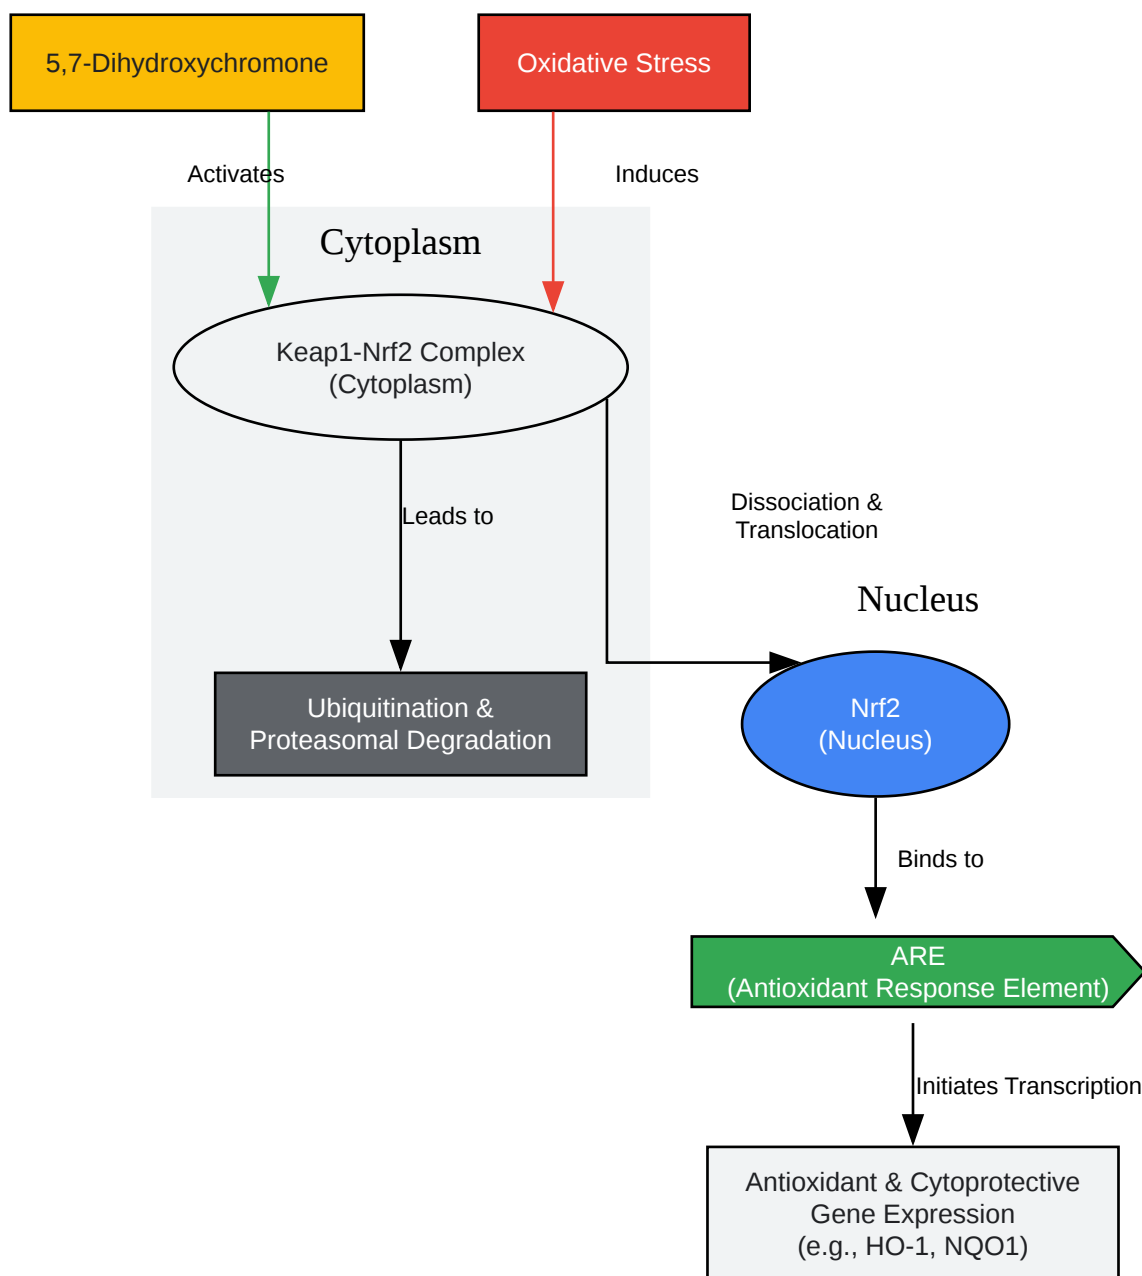 5,7-Dihydroxychromone
Oxidative Stress
Activates
Induces
Cytoplasm
Keap1-Nrf2 Complex
(Cytoplasm)
Leads to
Dissociation &
Translocation
Nucleus
Ubiquitination &
Proteasomal Degradation
Nrf2
(Nucleus)
Binds to
ARE
(Antioxidant Response Element)
Initiates Transcription
Antioxidant & Cytoprotective
Gene Expression
(e.g., HO-1, NQO1)